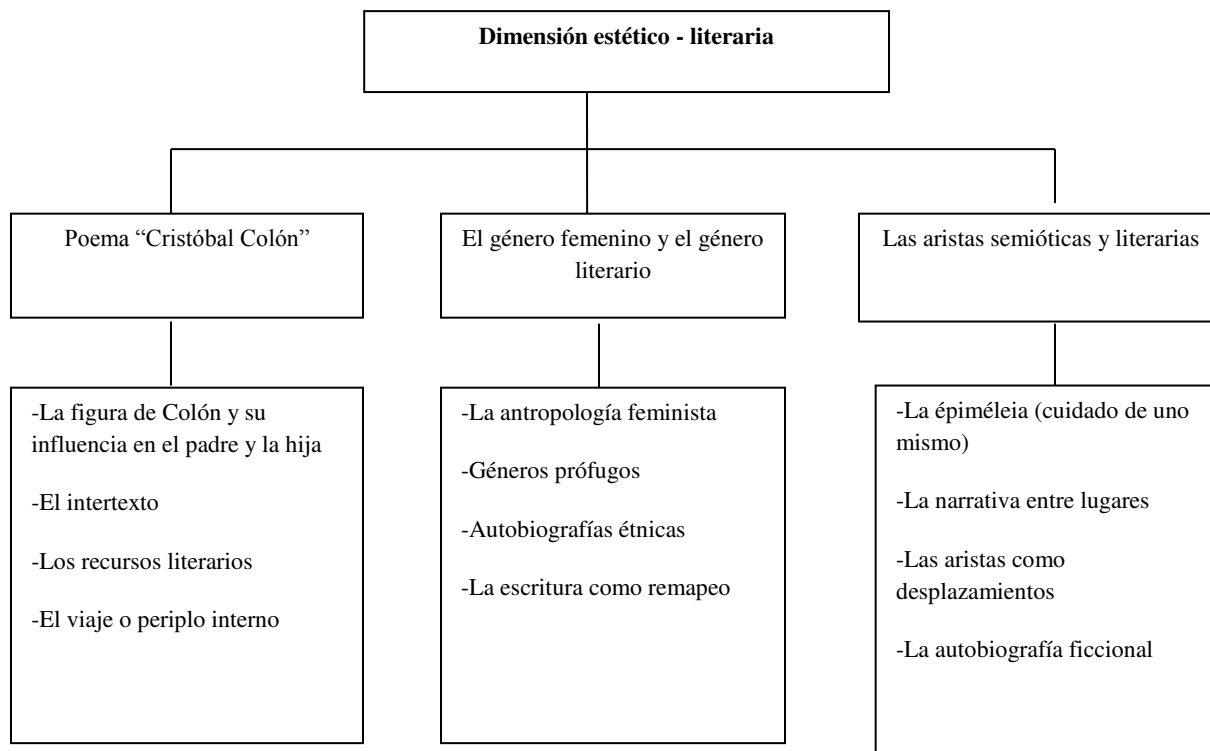 Dimensión estético - literaria
Poema “Cristóbal Colón”
El género femenino y el género
literario
Las aristas semióticas y literarias
-La figura de Colón y su
influencia en el padre y la hija
-El intertexto
-Los recursos literarios
-El viaje o periplo interno
-La antropología feminista
-Géneros prófugos
-Autobiografías étnicas
-La escritura como remapeo
-La épiméleia (cuidado de uno
mismo)
-La narrativa entre lugares
-Las aristas como
desplazamientos
-La autobiografía ficcional